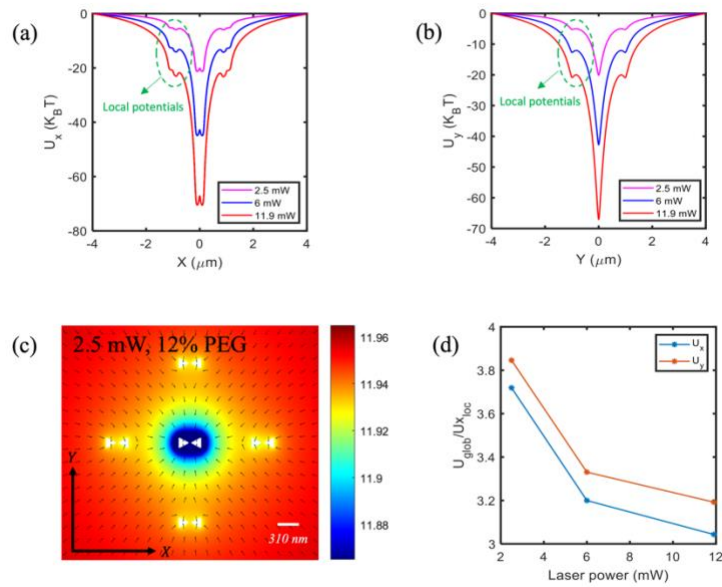 (a)
0
-20
-40
-60
-80
U_x (K_BT)
Local potentials
2.5 mW
6 mW
11.9 mW
-4 -2 0 2 4
X (μm)
(b)
0
-10
-20
-30
-40
-50
-60
-70
U_y (K_BT)
Local potentials
2.5 mW
6 mW
11.9 mW
-4 -2 0 2 4
Y (μm)
(c)
2.5 mW, 12% PEG
Y
X
310 nm
11.96
11.94
11.92
11.9
11.88
(d)
4
3.8
3.6
3.4
3.2
3
U_glob/Ux_loc
U_x
U_y
2 4 6 8 10 12
Laser power (mW)